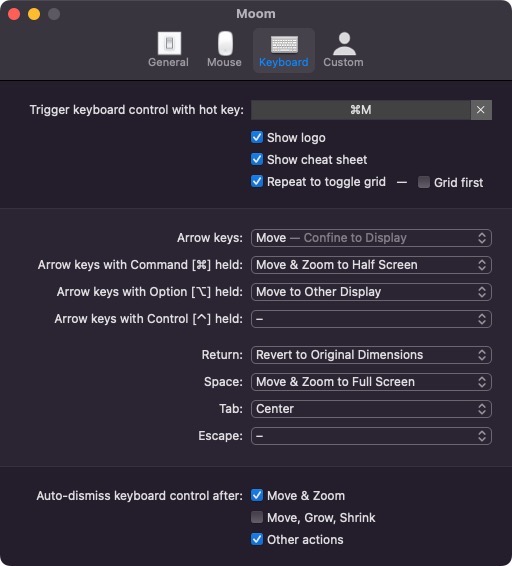 Moom
General
Mouse
Keyboard
Custom
Trigger keyboard control with hot key: ⌘M
Show logo
Show cheat sheet
Repeat to toggle grid — Grid first
Arrow keys: Move — Confine to Display
Arrow keys with Command [⌘] held: Move & Zoom to Half Screen
Arrow keys with Option [⌥] held: Move to Other Display
Arrow keys with Control [^] held: –
Return: Revert to Original Dimensions
Space: Move & Zoom to Full Screen
Tab: Center
Escape: –
Auto-dismiss keyboard control after: Move & Zoom
Move, Grow, Shrink
Other actions